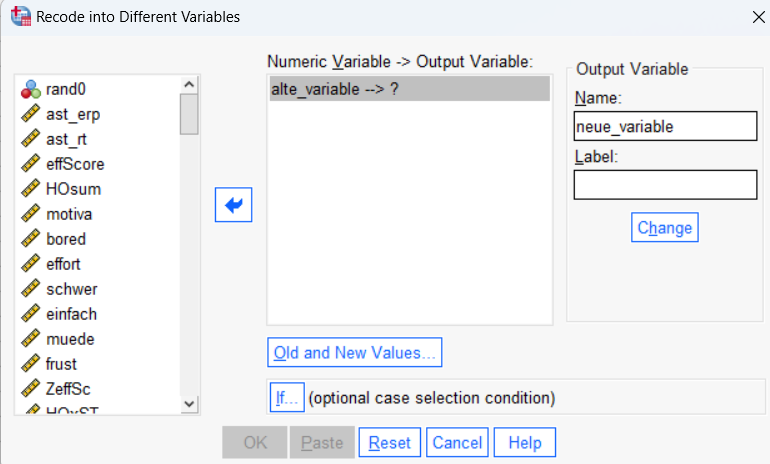 Recode into Different Variables
Numeric Variable -> Output Variable:
rand0
ast_erp
ast_rt
effScore
HOsum
motiva
bored
effort
schwer
einfach
muede
frust
ZeffSc
HOxST
alte_variable --> ?
Output Variable
Name:
neue_variable
Label:
Change
Old and New Values...
If... (optional case selection condition)
OK Paste Reset Cancel Help